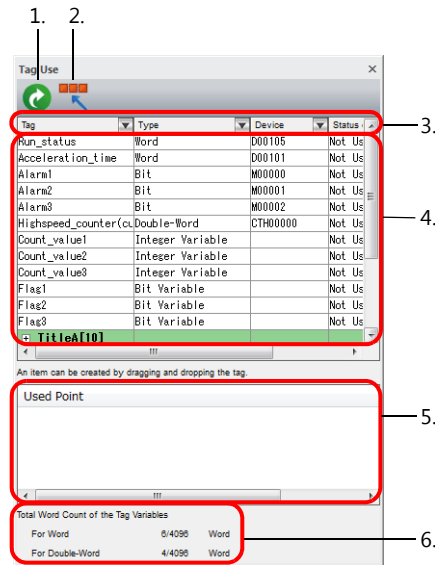 1. 2.
Tag Use
Tag Type Device Status
3.
Run_status Word D00105 Not Us
Acceleration_time Word D00101 Not Us
Alarm1 Bit M00000 Not Us
Alarm2 Bit M00001 Not Us
Alarm3 Bit M00002 Not Us
4.
Highspeed_counter(cu Double-Word CTH00000 Not Us
Count_value1 Integer Variable Not Us
Count_value2 Integer Variable Not Us
Count_value3 Integer Variable Not Us
Flag1 Bit Variable Not Us
Flag2 Bit Variable Not Us
Flag3 Bit Variable Not Us
TitleA[10]
An item can be created by dragging and dropping the tag.
Used Point
5.
Total Word Count of the Tag Variables
For Word 6/4096 Word
6.
For Double-Word 4/4096 Word